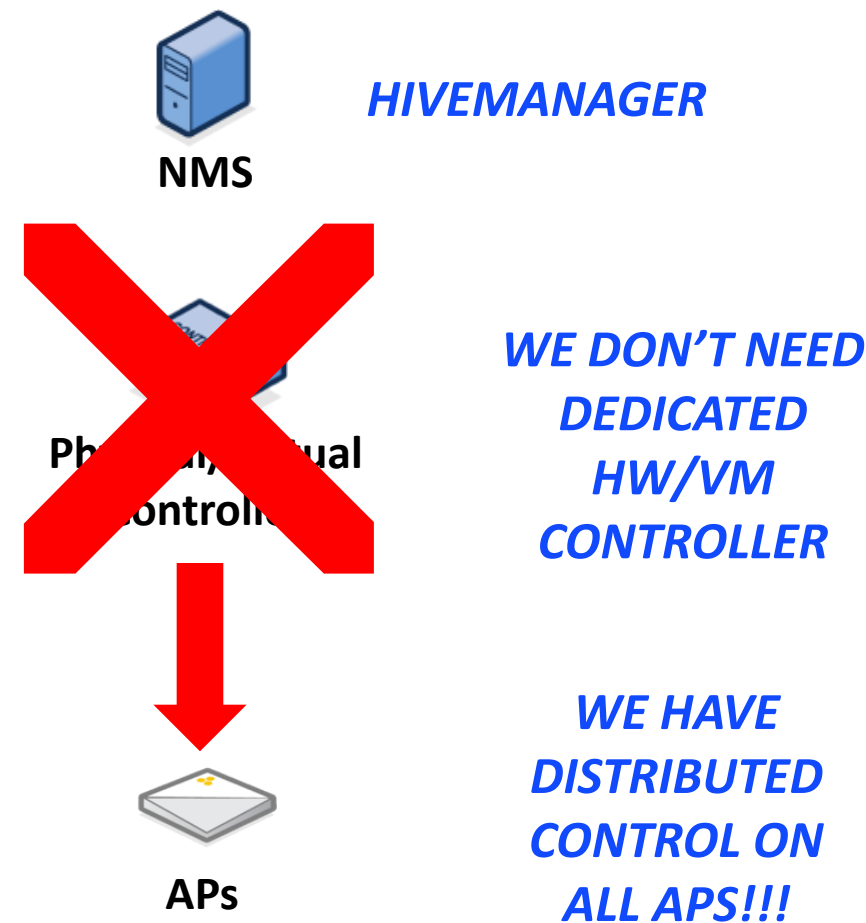 HIVEMANAGER
NMS
WE DON’T NEED
DEDICATED
HW/VM
CONTROLLER
WE HAVE
DISTRIBUTED
CONTROL ON
ALL APS!!!
APs